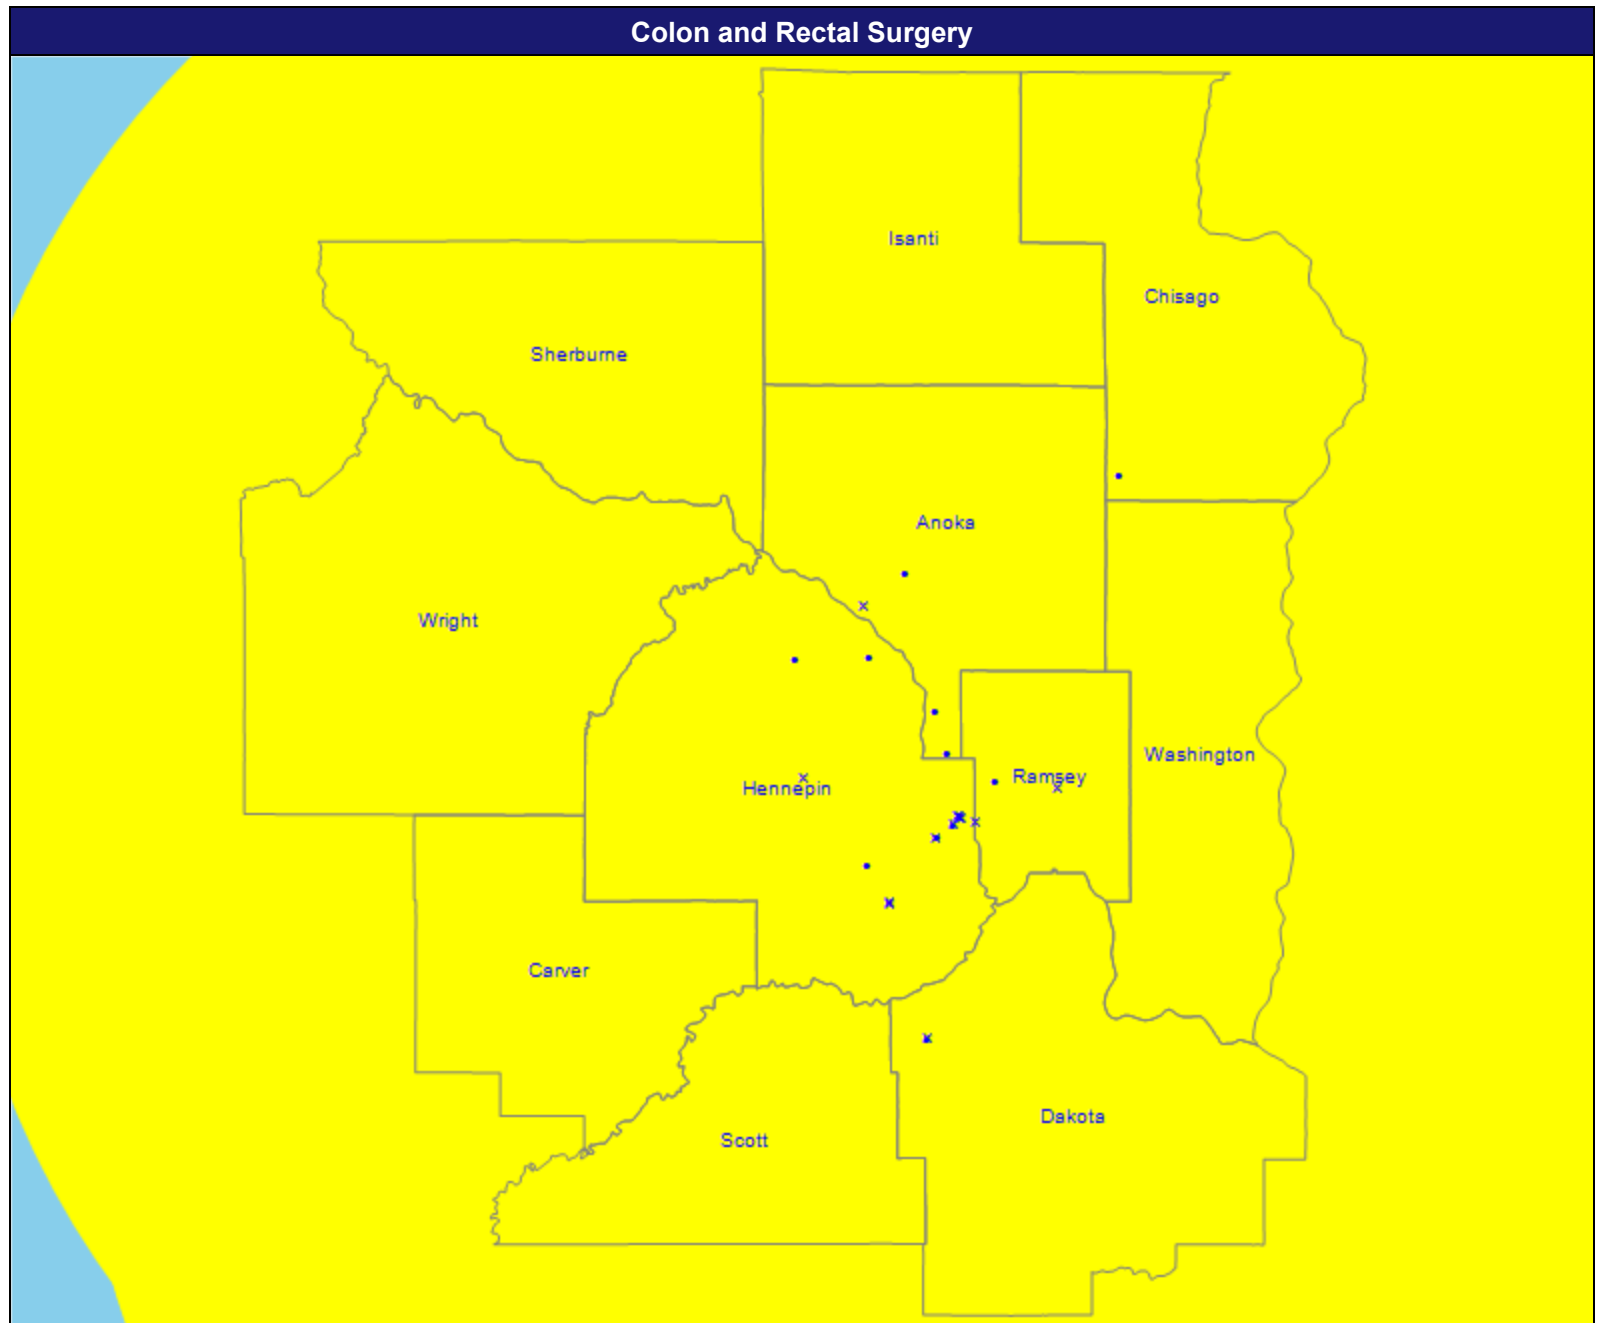 Colon and Rectal Surgery
Isanti
Chisago
Sherburne
Anoka
Wright
Washington
Ramsey
Hennepin
Carver
Dakota
Scott